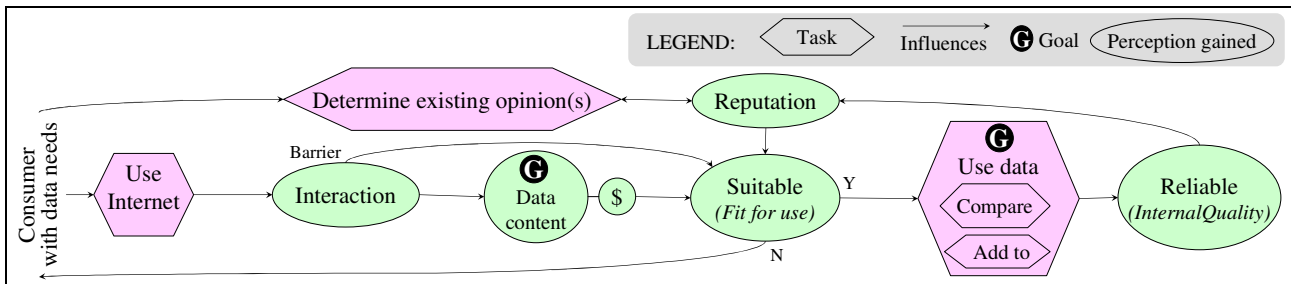 LEGEND:
Task
Influences
G Goal
Perception gained
Determine existing opinion(s)
Reputation
Consumer
with data needs
Use
Internet
Barrier
Interaction
G
Data
content
$
Suitable
(Fit for use)
Y
N
G
Use data
Compare
Add to
Reliable
(InternalQuality)